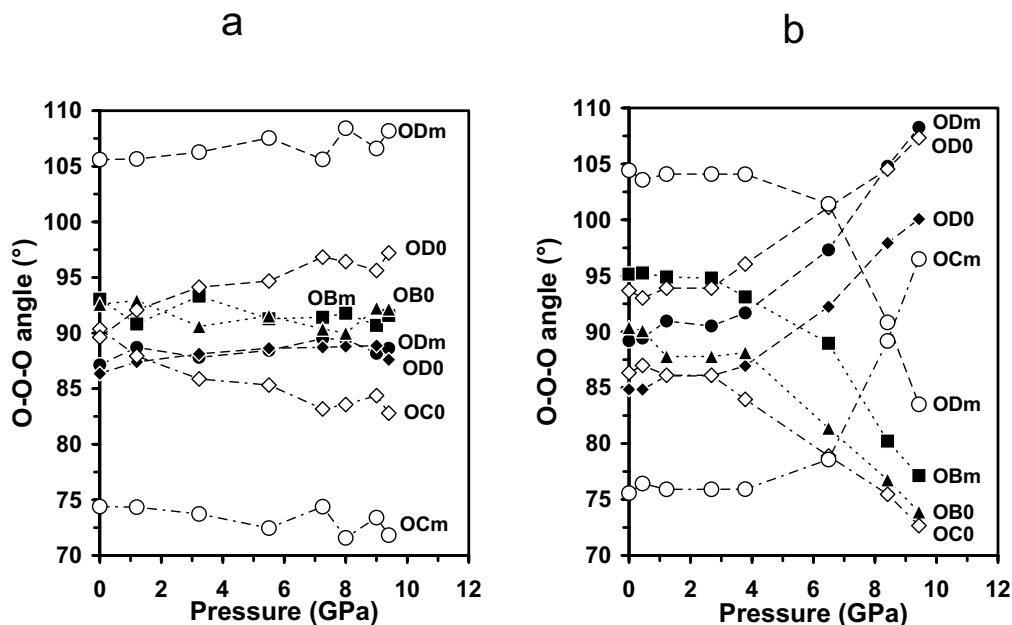 a
b
110
105
100
95
90
85
80
75
70
O-O-O angle (°)
0 2 4 6 8 10 12
Pressure (GPa)
ODm
OD0
OBm
OB0
ODm
OD0
OC0
OCm
110
105
100
95
90
85
80
75
70
O-O-O angle (°)
0 2 4 6 8 10 12
Pressure (GPa)
ODm
OD0
OD0
OCm
ODm
OBm
OB0
OC0